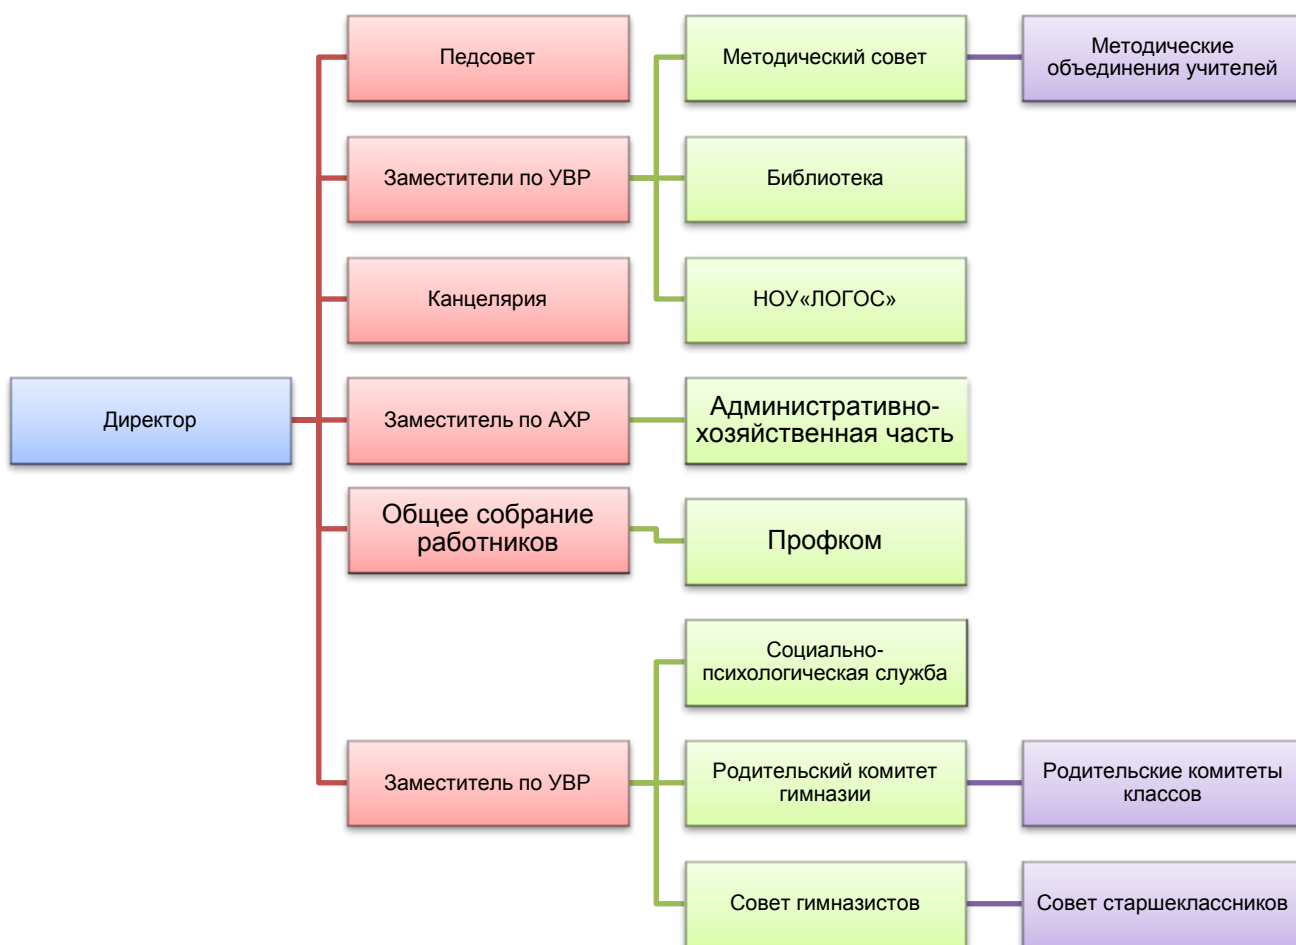 Педсовет
Методический совет
Методические
объединения учителей
Заместители по УВР
Библиотека
Канцелярия
НОУ«ЛОГОС»
Директор
Заместитель по АХР
Административно-
хозяйственная часть
Общее собрание
работников
Профком
Социально-
психологическая служба
Заместитель по УВР
Родительский комитет
гимназии
Родительские комитеты
классов
Совет гимназистов
Совет старшеклассников